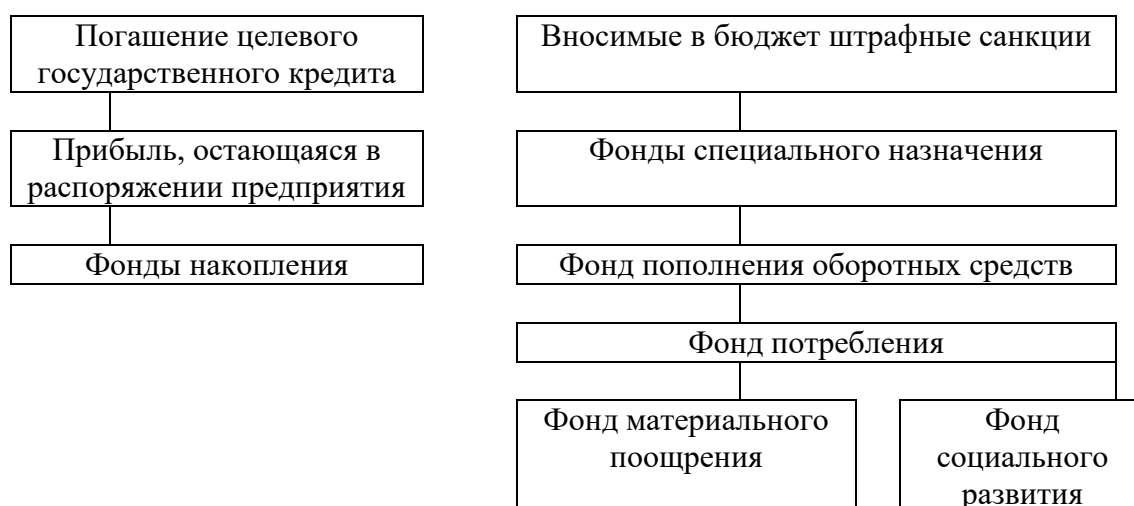 Погашение целевого
государственного кредита
Вносимые в бюджет штрафные санкции
Прибыль, остающаяся в
распоряжении предприятия
Фонды специального назначения
Фонды накопления
Фонд пополнения оборотных средств
Фонд потребления
Фонд материального
поощрения
Фонд
социального
развития